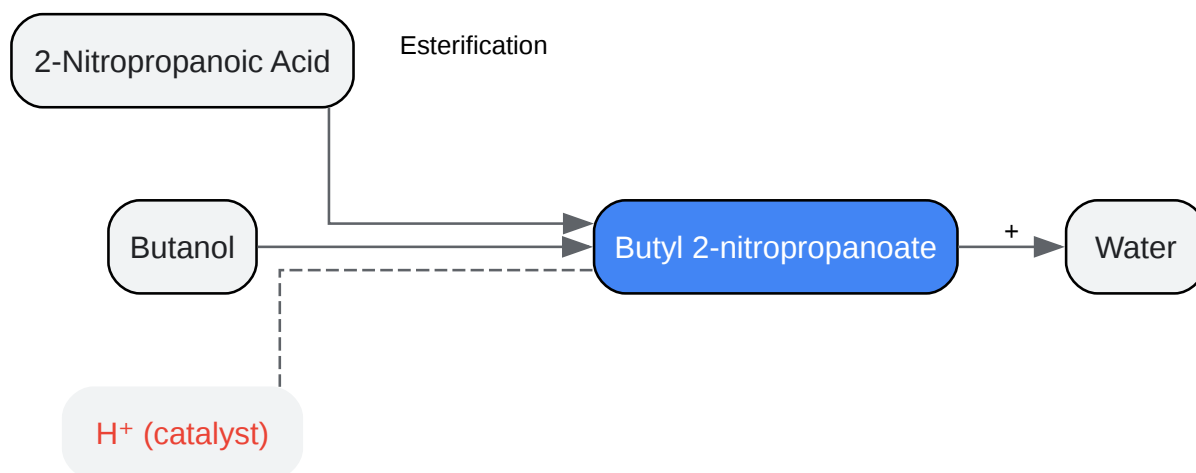 2-Nitropropanoic Acid
Esterification
Butanol
Butyl 2-nitropropanoate
+
Water
H⁺ (catalyst)